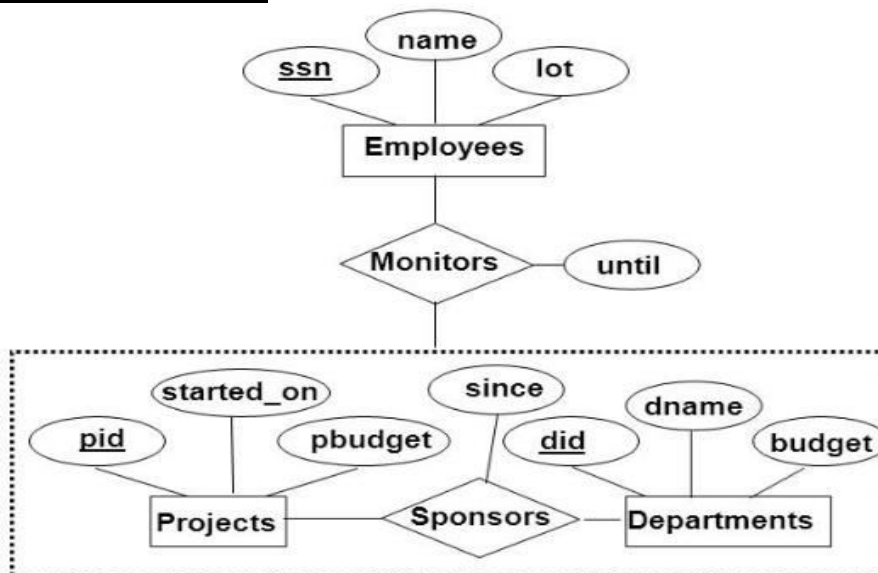 name
ssn
lot
Employees
Monitors
until
since
started_on
dname
pid
pbudget
did
budget
Projects
Sponsors
Departments